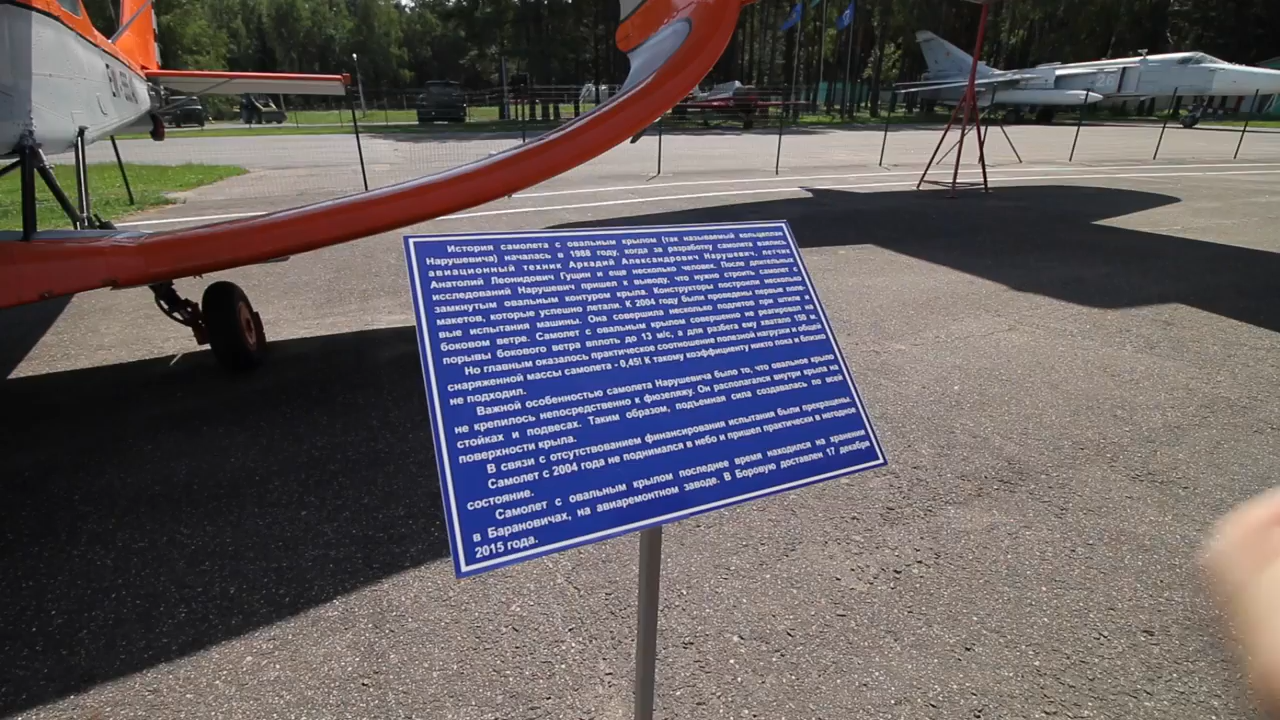 EW-
26
История самолета с овальным крылом (так называемый кольцеплан
Нарушевича) началась в 1988 году, когда за разработку самолета взялись
авиационный техник Аркадий Александрович Нарушевич, летчик
Анатолий Леонидович Гущин и еще несколько человек. После длительных
исследований Нарушевич пришел к выводу, что нужно строить самолет с
замкнутым овальным контуром крыла. Конструкторы построили несколько
макетов, которые успешно летали. К 2004 году были проведены первые поле-
вые испытания машины. Она совершила несколько подлетов при штиле и
боковом ветре. Самолет с овальным крылом совершенно не реагировал на
порывы бокового ветра вплоть до 13 м/с, а для разбега ему хватало 150 м.
Но главным оказалось практическое соотношение полезной нагрузки и общей
снаряженной массы самолета - 0,45! К такому коэффициенту никто пока и близко
не подходил.
Важной особенностью самолета Нарушевича было то, что овальное крыло
не крепилось непосредственно к фюзеляжу. Он располагался внутри крыла на
стойках и подвесах. Таким образом, подъемная сила создавалась по всей
поверхности крыла.
В связи с отсутствованием финансирования испытания были прекращены.
Самолет с 2004 года не поднимался в небо и пришел практически в негодное
состояние.
Самолет с овальным крылом последнее время находился на хранении
в Барановичах, на авиаремонтном заводе. В Боровую доставлен 17 декабря
2015 года.